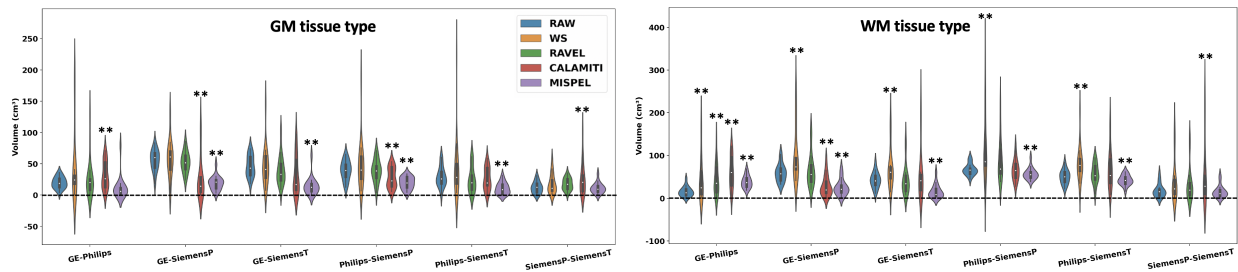 GM tissue type
Volume (cm³)
250
200
150
100
50
0
-50
RAW
WS
RAVEL
CALAMITI
MISPEL
**
**
**
**
**
**
**
**
GE-Philips
GE-SiemensP
GE-SiemensT
Philips-SiemensP
Philips-SiemensT
SiemensP-SiemensT
WM tissue type
Volume (cm³)
400
300
200
100
0
-100
**
**
**
**
**
**
**
**
**
**
**
**
**
**
GE-Philips
GE-SiemensP
GE-SiemensT
Philips-SiemensP
Philips-SiemensT
SiemensP-SiemensT